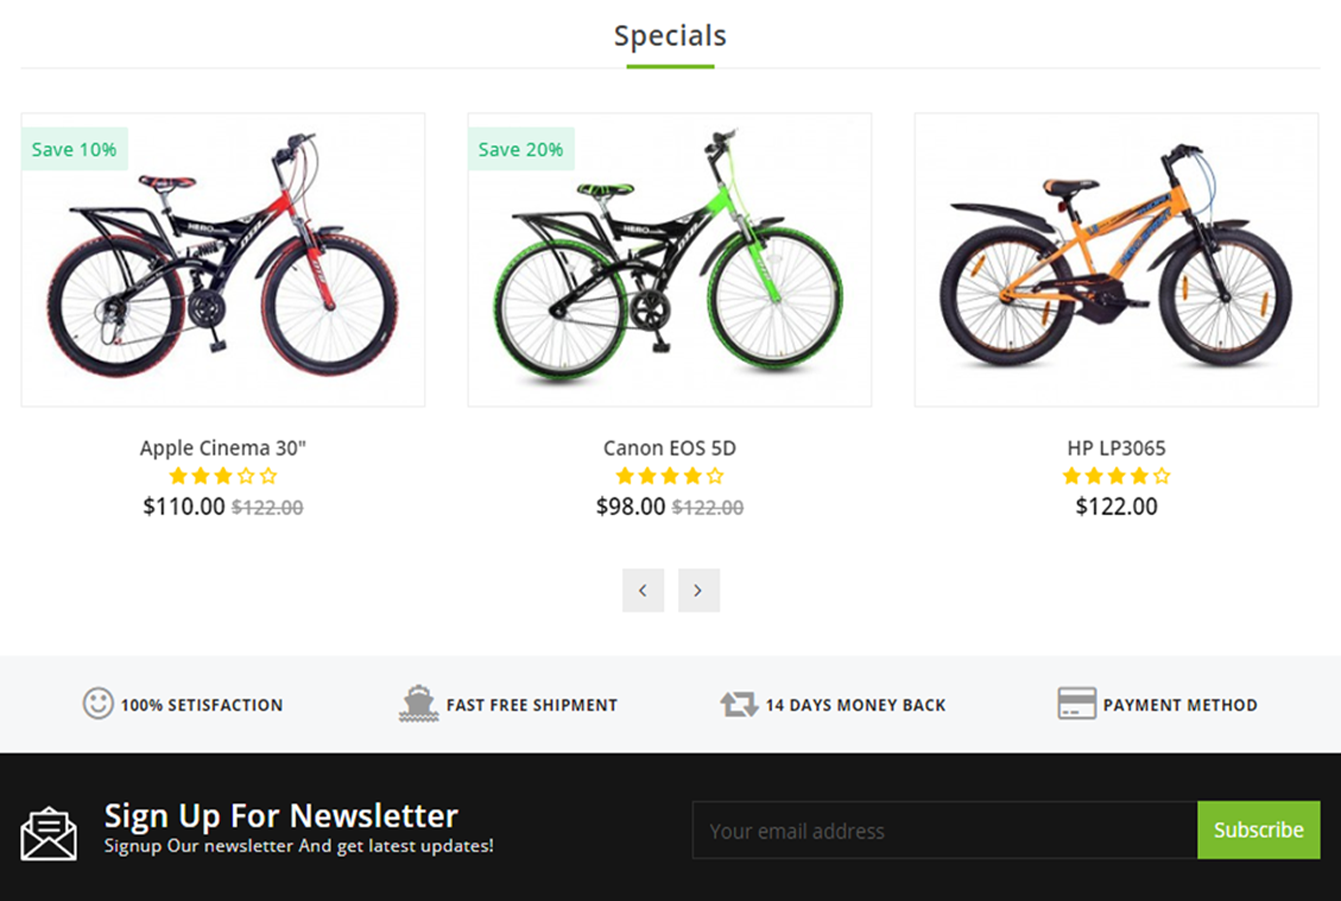 Specials
Save 10%
Save 20%
HERO
HERO
Apple Cinema 30"
Canon EOS 5D
HP LP3065
$110.00 $122.00
$98.00 $122.00
$122.00
100% SETISFACTION
FAST FREE SHIPMENT
14 DAYS MONEY BACK
PAYMENT METHOD
Sign Up For Newsletter
Signup Our newsletter And get latest updates!
Your email address
Subscribe